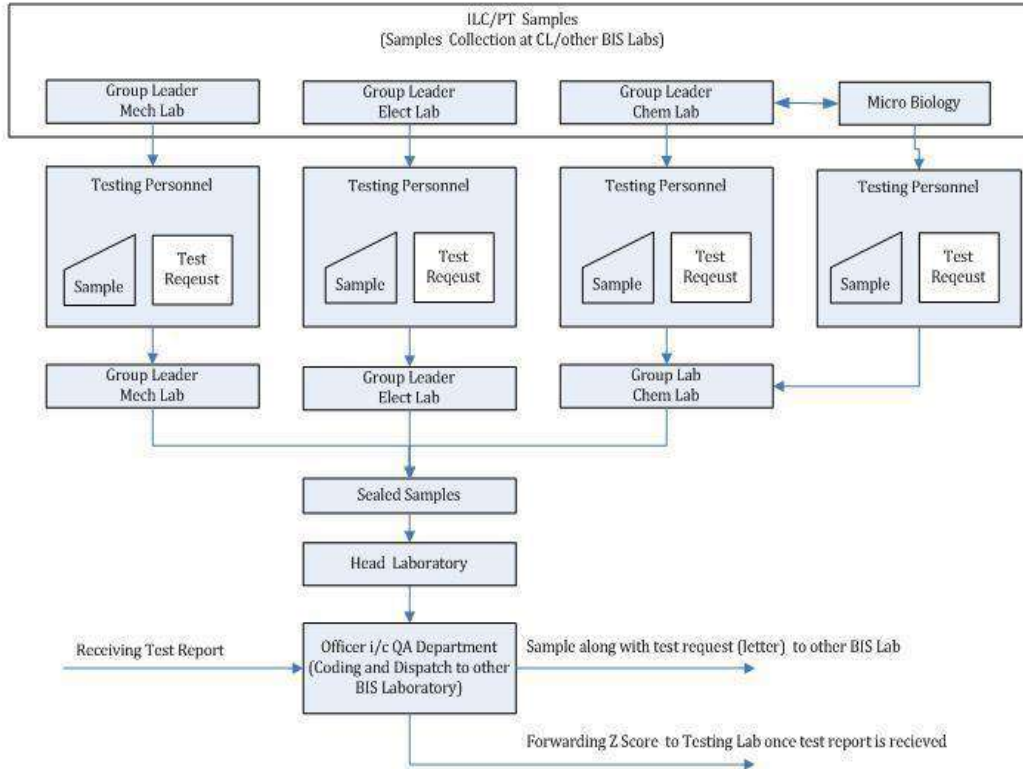 ILC/PT Samples
(Samples Collection at CL/other BIS Labs)
Group Leader
Mech Lab
Group Leader
Elect Lab
Group Leader
Chem Lab
Micro Biology
Testing Personnel
Sample
Test
Reqeust
Testing Personnel
Sample
Test
Reqeust
Testing Personnel
Sample
Test
Reqeust
Testing Personnel
Sample
Test
Reqeust
Group Leader
Mech Lab
Group Leader
Elect Lab
Group Lab
Chem Lab
Sealed Samples
Head Laboratory
Receiving Test Report
Officer i/c QA Department
(Coding and Dispatch to other
BIS Laboratory)
Sample along with test request (letter) to other BIS Lab
Forwarding Z Score to Testing Lab once test report is recieved